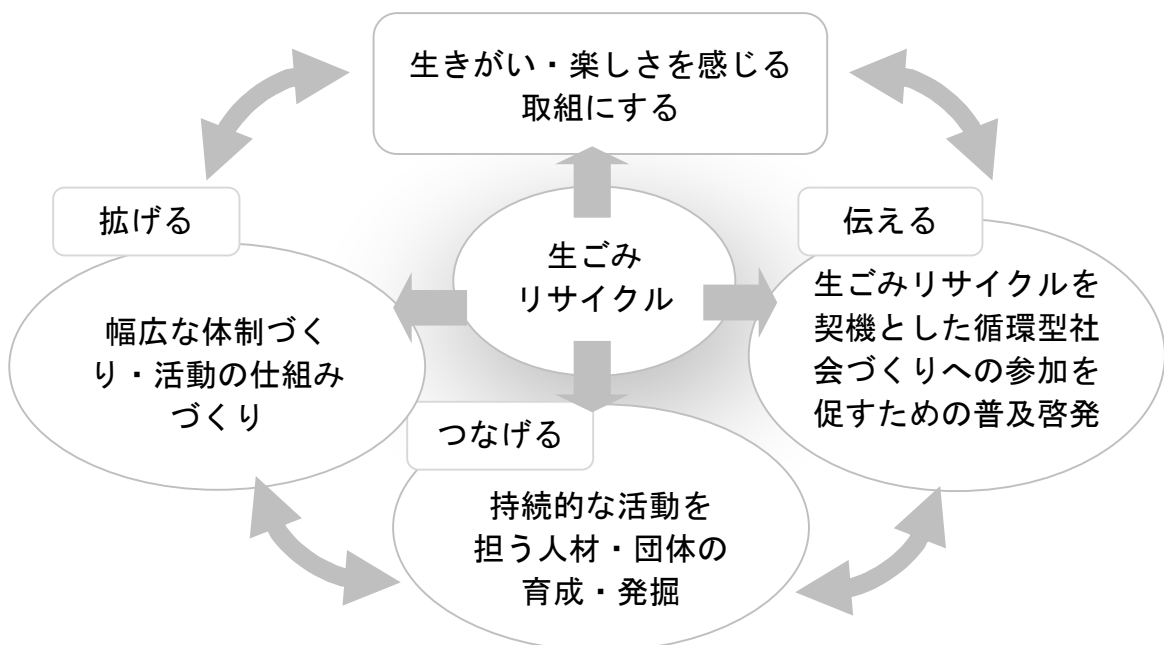 生きがい・楽しさを感じる
取組にする
拡げる
幅広な体制づく
り・活動の仕組み
づくり
生ごみ
リサイクル
伝える
生ごみリサイクルを
契機とした循環型社
会づくりへの参加を
促すための普及啓発
つなげる
持続的な活動を
担う人材・団体の
育成・発掘